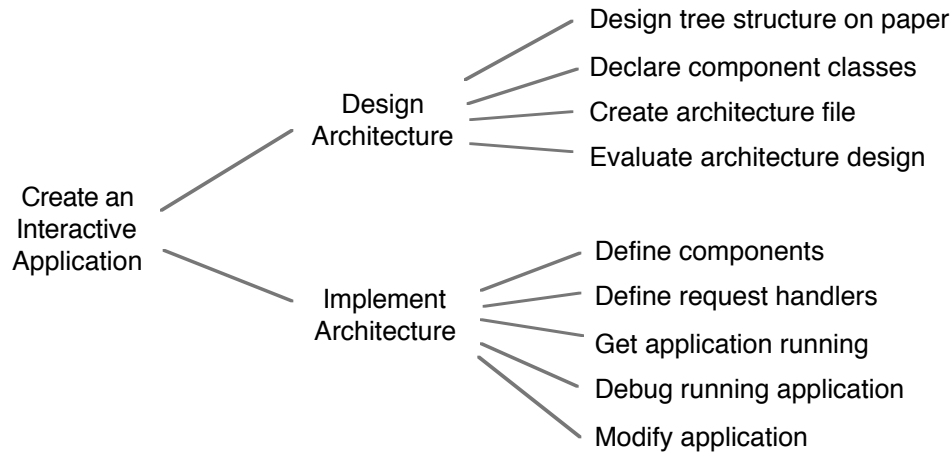 Create an
Interactive
Application
Design
Architecture
Design tree structure on paper
Declare component classes
Create architecture file
Evaluate architecture design
Implement
Architecture
Define components
Define request handlers
Get application running
Debug running application
Modify application